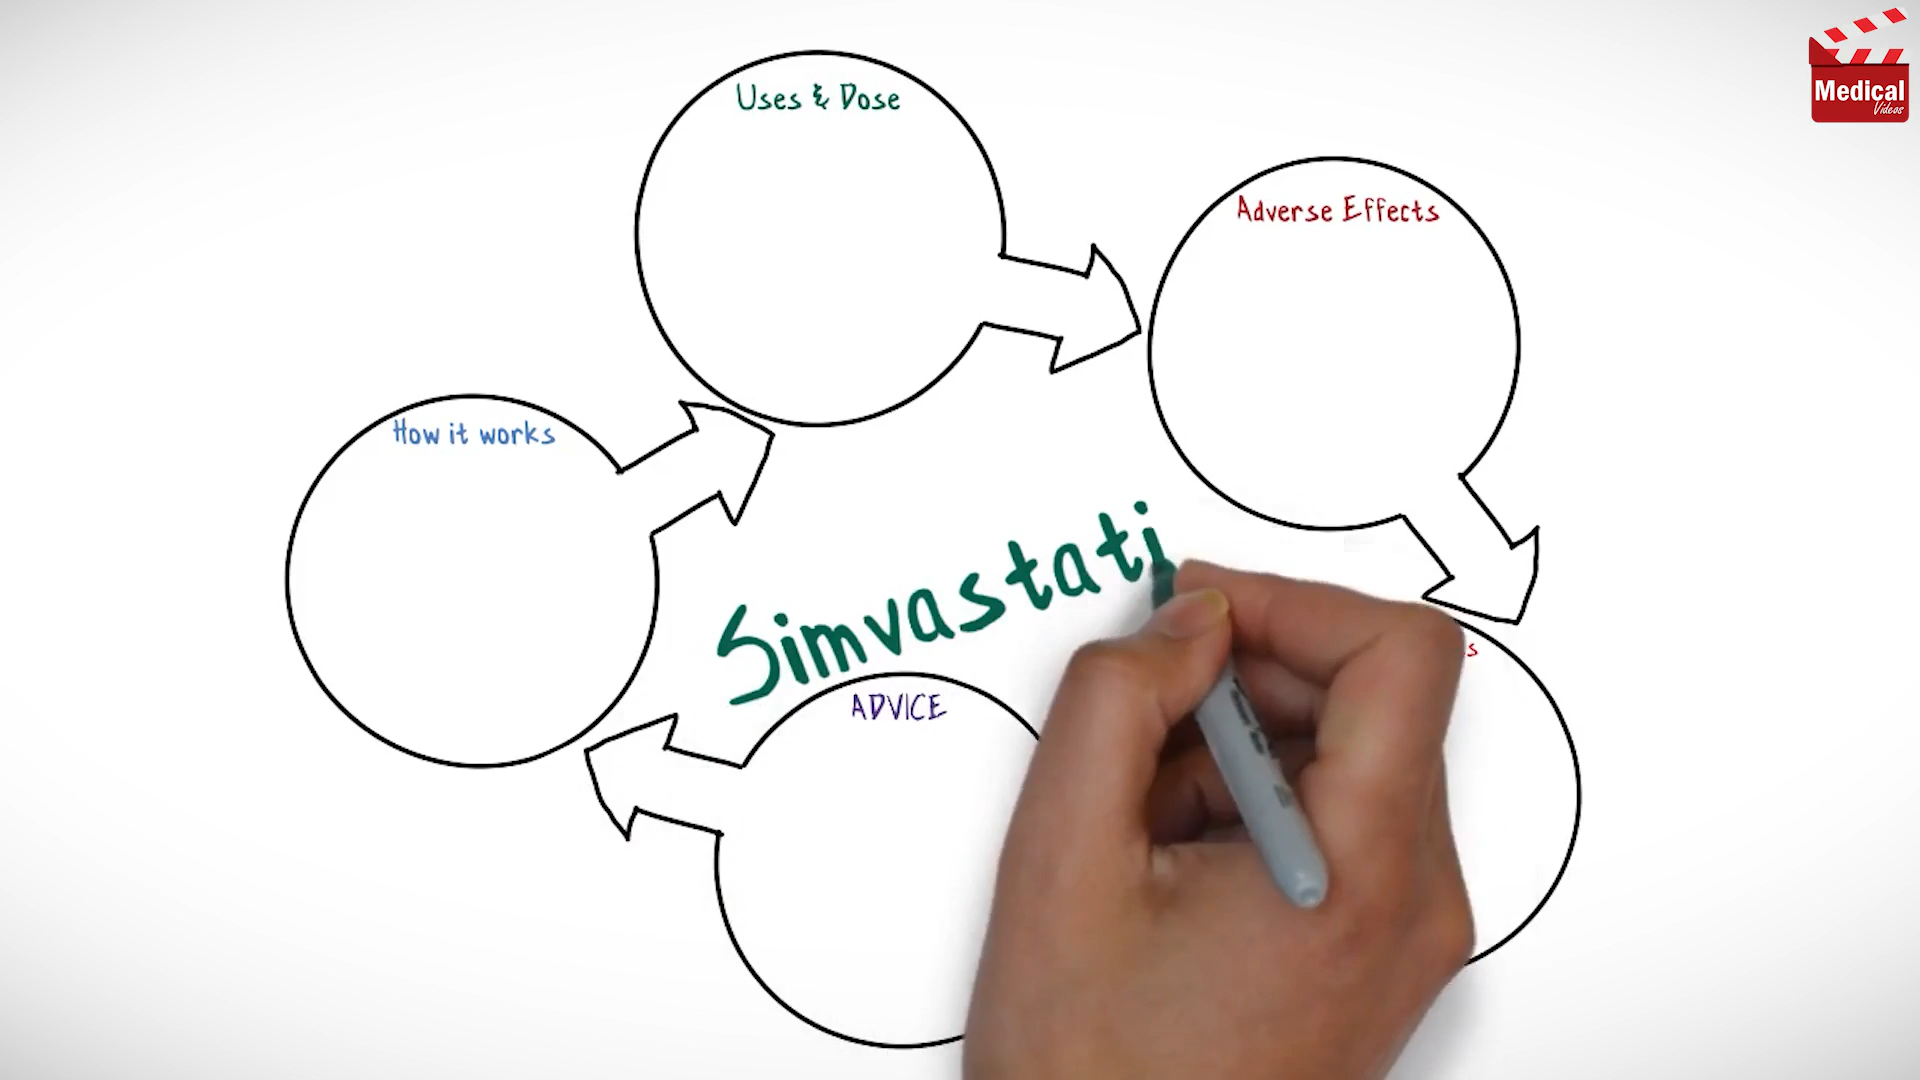 Medical
Videos
Uses & Dose
Adverse Effects
How it works
Simvastati
s
ADVICE